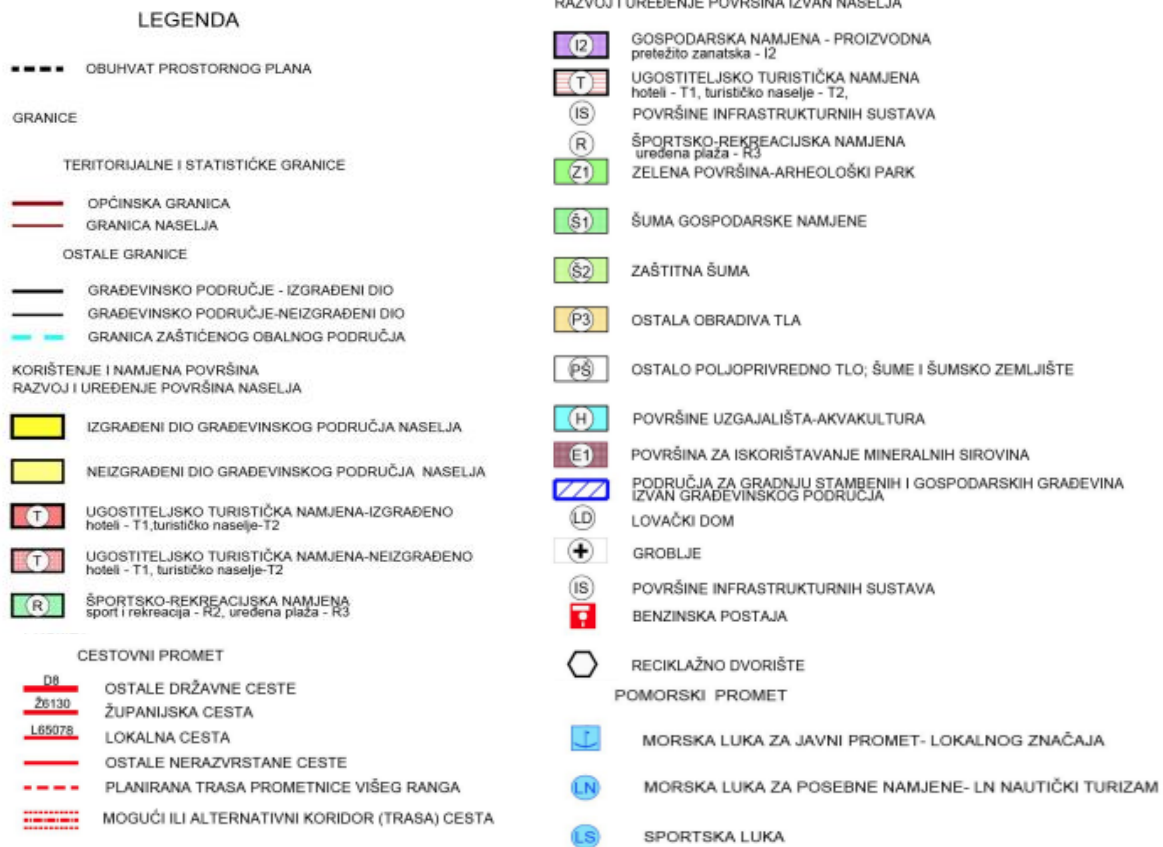 LEGENDA
OBUHVAT PROSTORNOG PLANA
GRANICE
TERITORIJALNE I STATISTIČKE GRANICE
OPĆINSKA GRANICA
GRANICA NASELJA
OSTALE GRANICE
GRAĐEVINSKO PODRUČJE - IZGRAĐENI DIO
GRAĐEVINSKO PODRUČJE-NEIZGRAĐENI DIO
GRANICA ZAŠTIĆENOG OBALNOG PODRUČJA
KORIŠTENJE I NAMJENA POVRŠINA
RAZVOJ I UREĐENJE POVRŠINA NASELJA
IZGRAĐENI DIO GRAĐEVINSKOG PODRUČJA NASELJA
NEIZGRAĐENI DIO GRAĐEVINSKOG PODRUČJA NASELJA
T UGOSTITELJSKO TURISTIČKA NAMJENA-IZGRAĐENO
hoteli - T1,turističko naselje-T2
T UGOSTITELJSKO TURISTIČKA NAMJENA-NEIZGRAĐENO
hoteli - T1, turističko naselje-T2
R ŠPORTSKO-REKREACIJSKA NAMJENA
sport i rekreacija - R2, uređena plaža - R3
CESTOVNI PROMET
D8 OSTALE DRŽAVNE CESTE
Ž6130 ŽUPANIJSKA CESTA
L65078 LOKALNA CESTA
OSTALE NERAZVRSTANE CESTE
PLANIRANA TRASA PROMETNICE VIŠEG RANGA
MOGUĆI ILI ALTERNATIVNI KORIDOR (TRASA) CESTA
RAZVOJ I UREĐENJE POVRŠINA IZVAN NASELJA
I2 GOSPODARSKA NAMJENA - PROIZVODNA
pretežito zanatska - I2
T UGOSTITELJSKO TURISTIČKA NAMJENA
hoteli - T1, turističko naselje - T2,
IS POVRŠINE INFRASTRUKTURNIH SUSTAVA
R ŠPORTSKO-REKREACIJSKA NAMJENA
uređena plaža - R3
Z1 ZELENA POVRŠINA-ARHEOLOŠKI PARK
Š1 ŠUMA GOSPODARSKE NAMJENE
Š2 ZAŠTITNA ŠUMA
P3 OSTALA OBRADIVA TLA
PŠ OSTALO POLJOPRIVREDNO TLO; ŠUME I ŠUMSKO ZEMLJIŠTE
H POVRŠINE UZGAJALIŠTA-AKVAKULTURA
E1 POVRŠINA ZA ISKORIŠTAVANJE MINERALNIH SIROVINA
PODRUČJA ZA GRADNJU STAMBENIH I GOSPODARSKIH GRAĐEVINA
IZVAN GRAĐEVINSKOG PODRUČJA
LD LOVAČKI DOM
GROBLJE
IS POVRŠINE INFRASTRUKTURNIH SUSTAVA
BENZINSKA POSTAJA
RECIKLAŽNO DVORIŠTE
POMORSKI PROMET
MORSKA LUKA ZA JAVNI PROMET- LOKALNOG ZNAČAJA
LN MORSKA LUKA ZA POSEBNE NAMJENE- LN NAUTIČKI TURIZAM
LS SPORTSKA LUKA